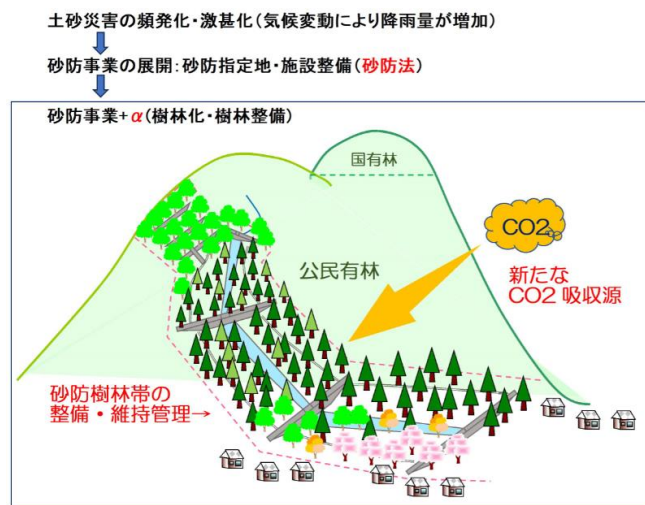 土砂災害の頻発化・激甚化(気候変動により降雨量が増加)
砂防事業の展開:砂防指定地・施設整備(砂防法)
砂防事業+α(樹林化・樹林整備)
国有林
CO2
公民有林
新たな
CO2 吸収源
砂防樹林帯の
整備・維持管理→